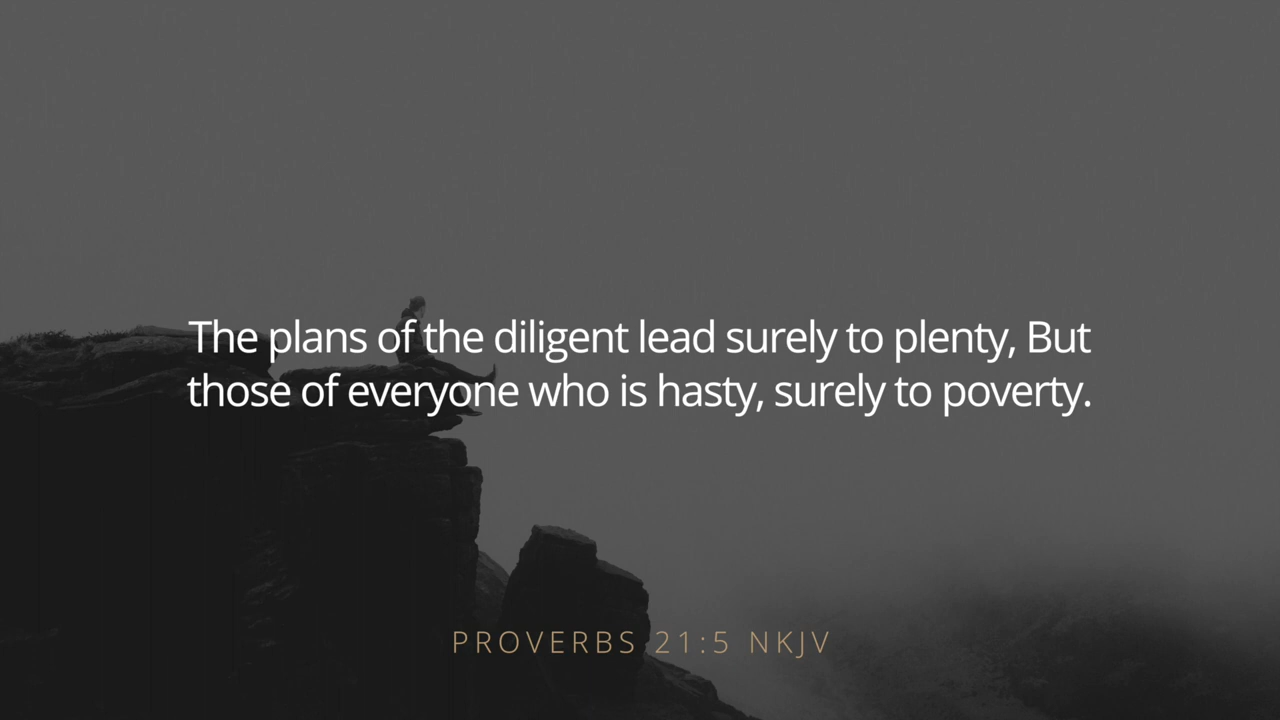 The plans of the diligent lead surely to plenty, But
those of everyone who is hasty, surely to poverty.
PROVERBS 21:5 NKJV